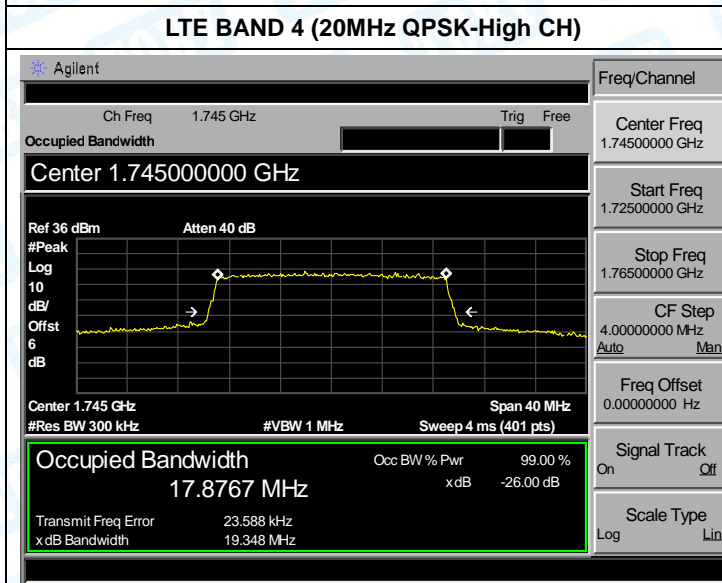 LTE BAND 4 (20MHz QPSK-High CH)
Agilent
Freq/Channel
Ch Freq 1.745 GHz Trig Free
Occupied Bandwidth
Center 1.745000000 GHz
Center Freq
1.74500000 GHz
Start Freq
1.72500000 GHz
Stop Freq
1.76500000 GHz
CF Step
4.00000000 MHz
Auto Man
Freq Offset
0.00000000 Hz
Signal Track
On Off
Scale Type
Log Lin
Ref 36 dBm Atten 40 dB
#Peak
Log
10
dB/
Offst
6
dB
Center 1.745 GHz Span 40 MHz
#Res BW 300 kHz #VBW 1 MHz Sweep 4 ms (401 pts)
Occupied Bandwidth Occ BW % Pwr 99.00 %
17.8767 MHz x dB -26.00 dB
Transmit Freq Error 23.588 kHz
x dB Bandwidth 19.348 MHz